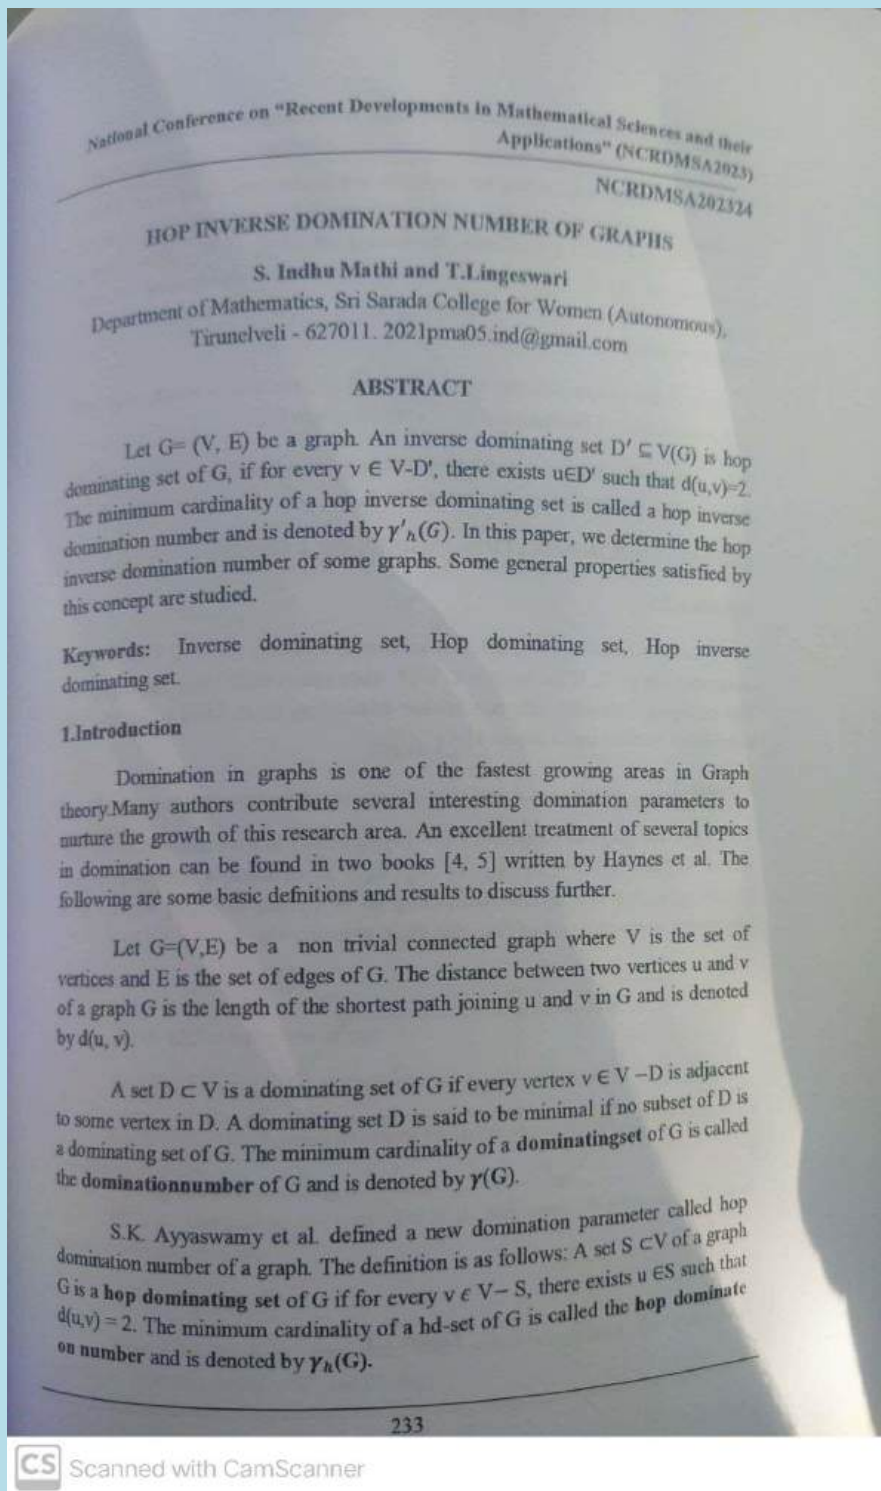 National Conference on "Recent Developments in Mathematical Sciences and their
Applications" (NCRDMSA2023)
NCRDMSA202324
HOP INVERSE DOMINATION NUMBER OF GRAPHS
S. Indhu Mathi and T.Lingeswari
Department of Mathematics, Sri Sarada College for Women (Autonomous),
Tirunelveli - 627011. 2021pma05.ind@gmail.com
ABSTRACT
Let G= (V, E) be a graph. An inverse dominating set D′ ⊆ V(G) is hop
dominating set of G, if for every v ∈ V-D', there exists u∈D' such that d(u,v)=2.
The minimum cardinality of a hop inverse dominating set is called a hop inverse
domination number and is denoted by γ′ₕ(G). In this paper, we determine the hop
inverse domination number of some graphs. Some general properties satisfied by
this concept are studied.
Keywords: Inverse dominating set, Hop dominating set, Hop inverse
dominating set.
1.Introduction
Domination in graphs is one of the fastest growing areas in Graph
theory.Many authors contribute several interesting domination parameters to
nurture the growth of this research area. An excellent treatment of several topics
in domination can be found in two books [4, 5] written by Haynes et al. The
following are some basic defnitions and results to discuss further.
Let G=(V,E) be a non trivial connected graph where V is the set of
vertices and E is the set of edges of G. The distance between two vertices u and v
of a graph G is the length of the shortest path joining u and v in G and is denoted
by d(u, v).
A set D ⊂ V is a dominating set of G if every vertex v ∈ V –D is adjacent
to some vertex in D. A dominating set D is said to be minimal if no subset of D is
a dominating set of G. The minimum cardinality of a dominatingset of G is called
the dominationnumber of G and is denoted by γ(G).
S.K. Ayyaswamy et al. defined a new domination parameter called hop
domination number of a graph. The definition is as follows: A set S ⊂V of a graph
G is a hop dominating set of G if for every v ϵ V– S, there exists u ∈S such that
d(u,v) = 2. The minimum cardinality of a hd-set of G is called the hop dominate
on number and is denoted by γₕ(G).
233
CS Scanned with CamScanner